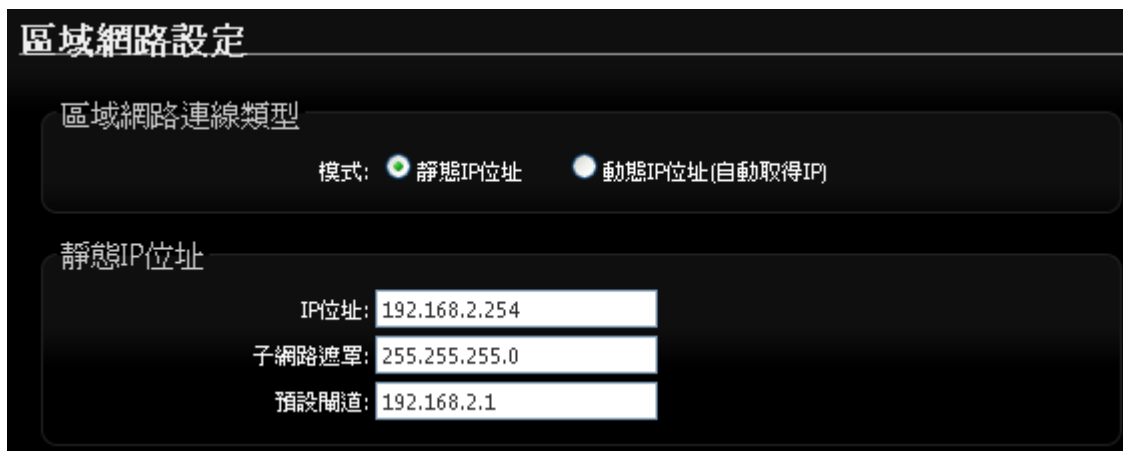 區域網路設定
區域網路連線類型
模式: 靜態IP位址 動態IP位址(自動取得IP)
靜態IP位址
IP位址: 192.168.2.254
子網路遮罩: 255.255.255.0
預設閘道: 192.168.2.1